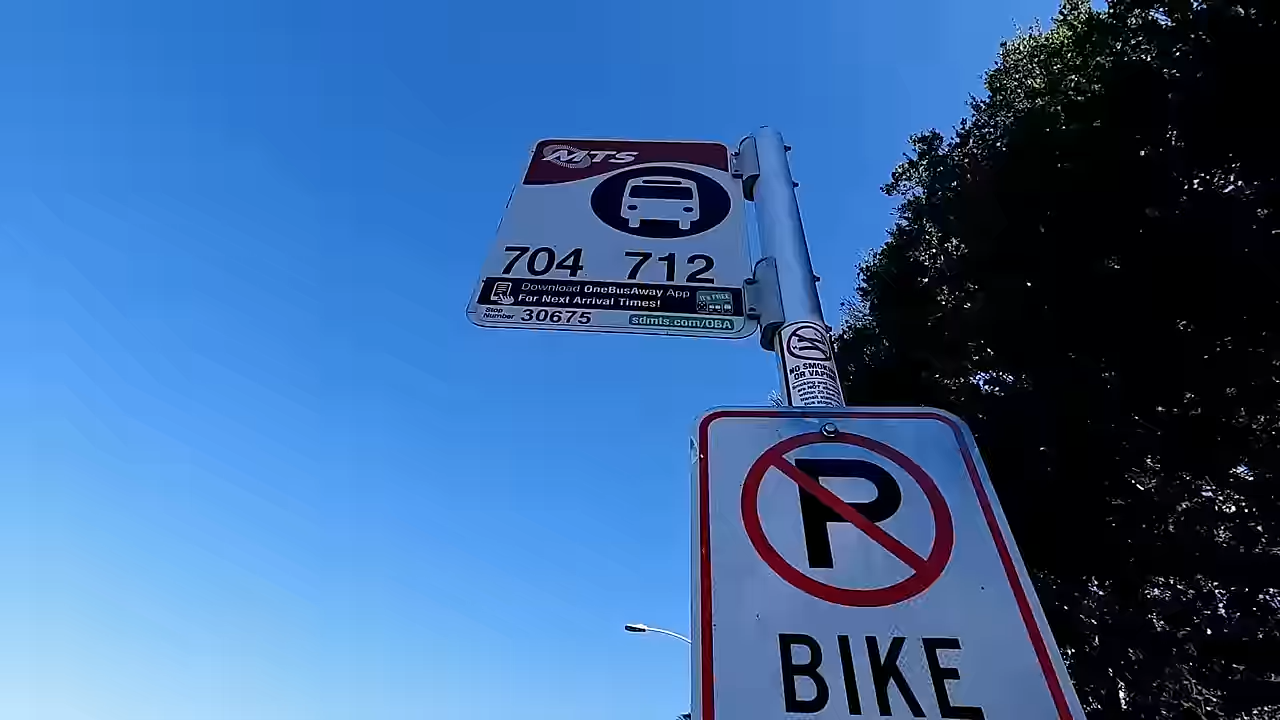 MTS
704 712
Download OneBusAway App
For Next Arrival Times!
IT'S FREE
Stop Number 30675
sdmts.com/OBA
NO SMOKING
OR VAPING
P
BIKE